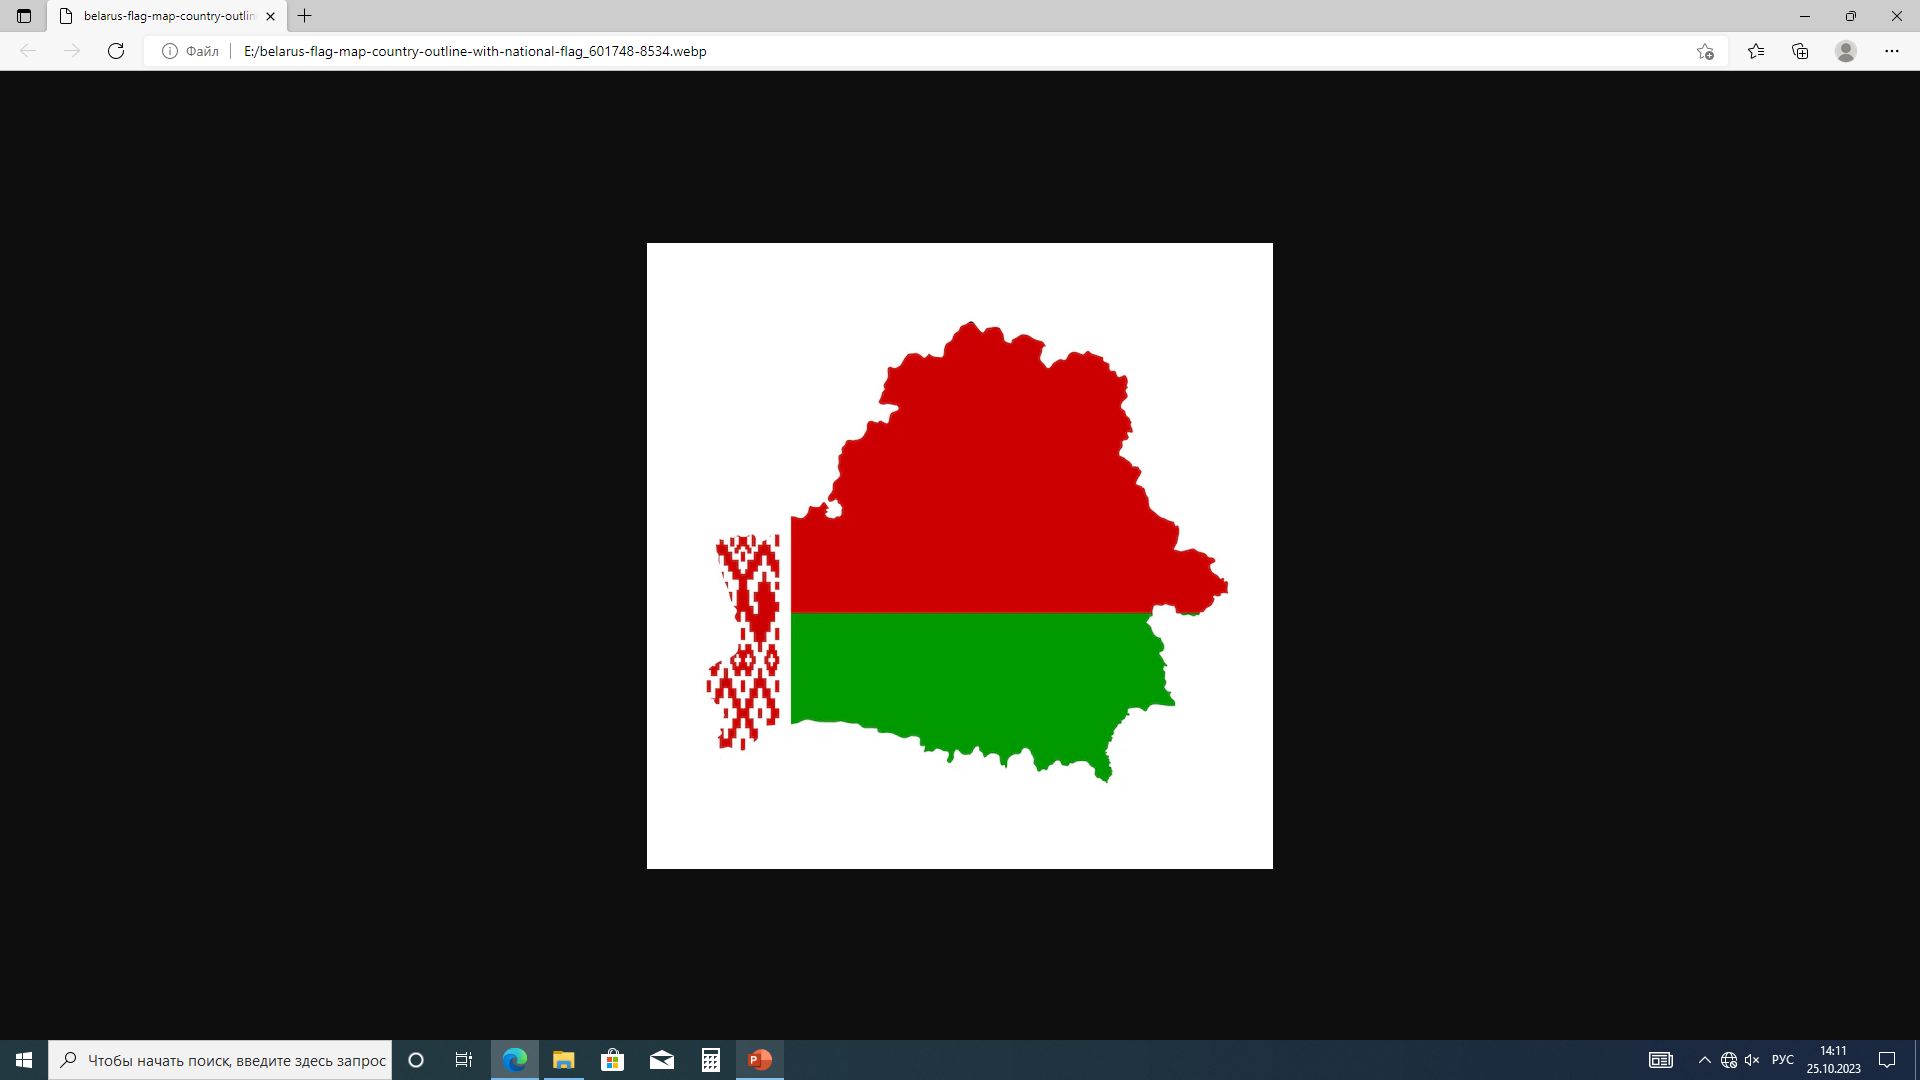 belarus-flag-map-country-outlin
Файл
E:/belarus-flag-map-country-outline-with-national-flag_601748-8534.webp
Чтобы начать поиск, введите здесь запрос
P
РУС
14:11
25.10.2023